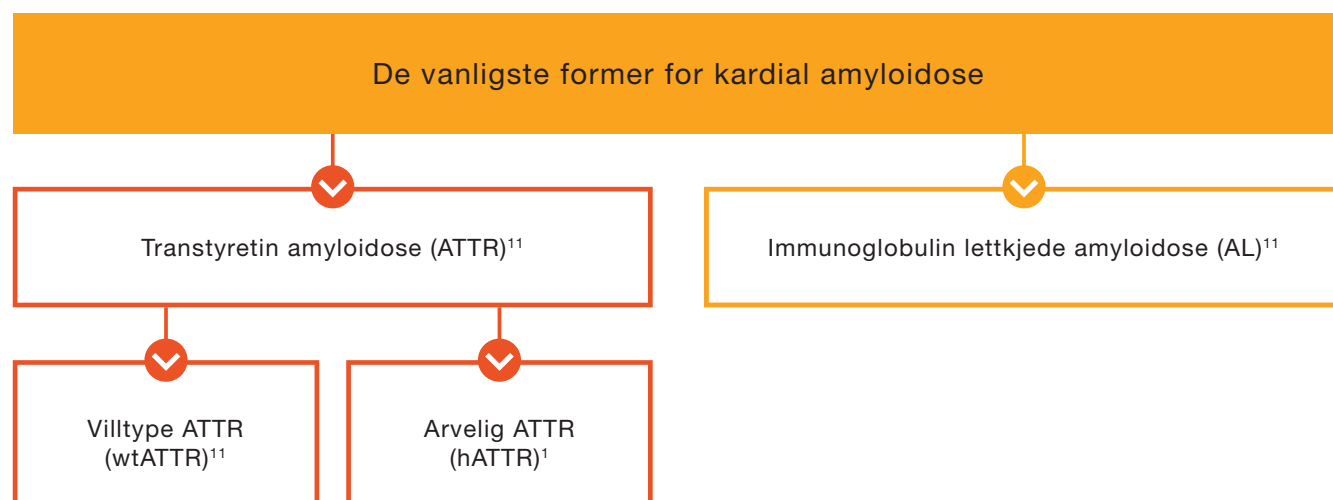 De vanligste former for kardial amyloidose
Transtyretin amyloidose (ATTR)¹¹
Immunoglobulin lettkjede amyloidose (AL)¹¹
Villtype ATTR
(wtATTR)¹¹
Arvelig ATTR
(hATTR)¹